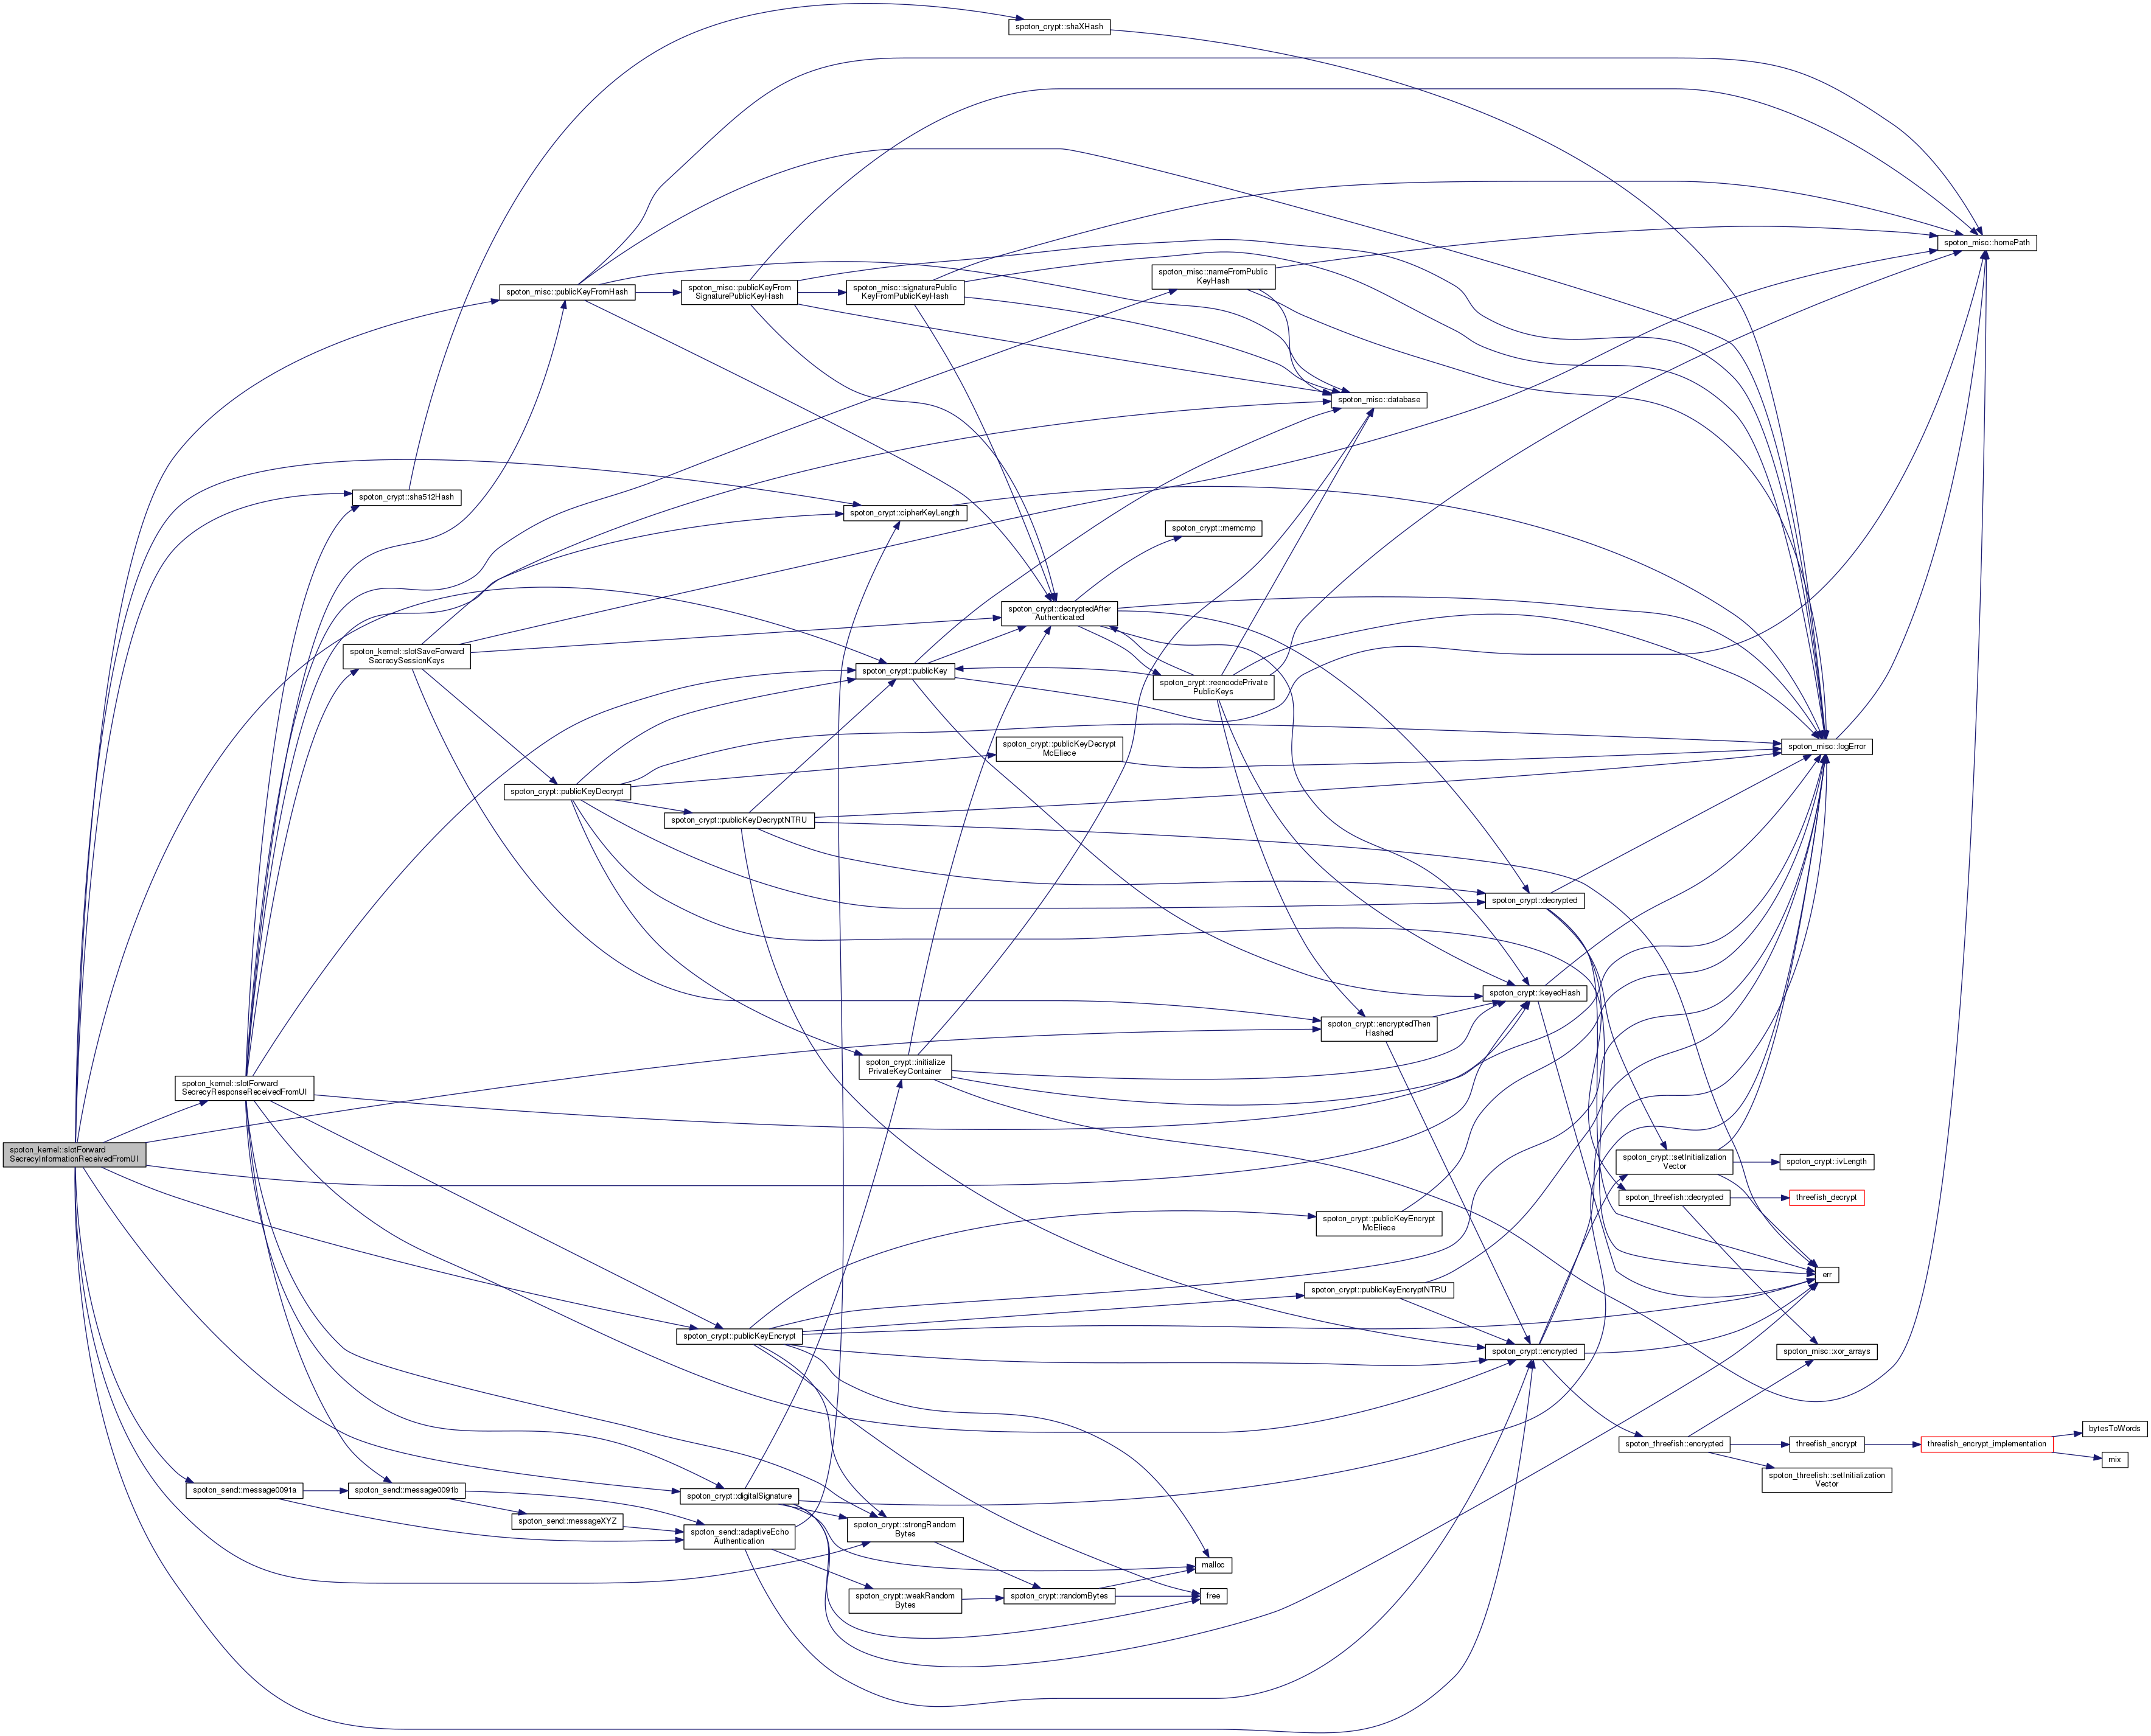 spoton_crypt::shaXHash
spoton_misc::homePath
spoton_misc::nameFromPublic
KeyHash
spoton_misc::publicKeyFromHash
spoton_misc::publicKeyFrom
SignaturePublicKeyHash
spoton_misc::signaturePublic
KeyFromPublicKeyHash
spoton_misc::database
spoton_crypt::sha512Hash
spoton_crypt::cipherKeyLength
spoton_crypt::memcmp
spoton_crypt::decryptedAfter
Authenticated
spoton_kernel::slotSaveForward
SecrecySessionKeys
spoton_crypt::publicKey
spoton_crypt::reencodePrivate
PublicKeys
spoton_crypt::publicKeyDecrypt
McEliece
spoton_misc::logError
spoton_crypt::publicKeyDecrypt
spoton_crypt::publicKeyDecryptNTRU
spoton_crypt::decrypted
spoton_crypt::keyedHash
spoton_crypt::encryptedThen
Hashed
spoton_crypt::initialize
PrivateKeyContainer
spoton_kernel::slotForward
SecrecyResponseReceivedFromUI
spoton_kernel::slotForward
SecrecyInformationReceivedFromUI
spoton_crypt::setInitialization
Vector
spoton_crypt::ivLength
spoton_threefish::decrypted
threefish_decrypt
spoton_crypt::publicKeyEncrypt
McEliece
err
spoton_crypt::publicKeyEncryptNTRU
spoton_crypt::publicKeyEncrypt
spoton_crypt::encrypted
spoton_misc::xor_arrays
bytesToWords
spoton_threefish::encrypted
threefish_encrypt
threefish_encrypt_implementation
mix
spoton_threefish::setInitialization
Vector
spoton_send::message0091a
spoton_send::message0091b
spoton_crypt::digitalSignature
spoton_send::messageXYZ
spoton_send::adaptiveEcho
Authentication
spoton_crypt::strongRandom
Bytes
malloc
spoton_crypt::weakRandom
Bytes
spoton_crypt::randomBytes
free